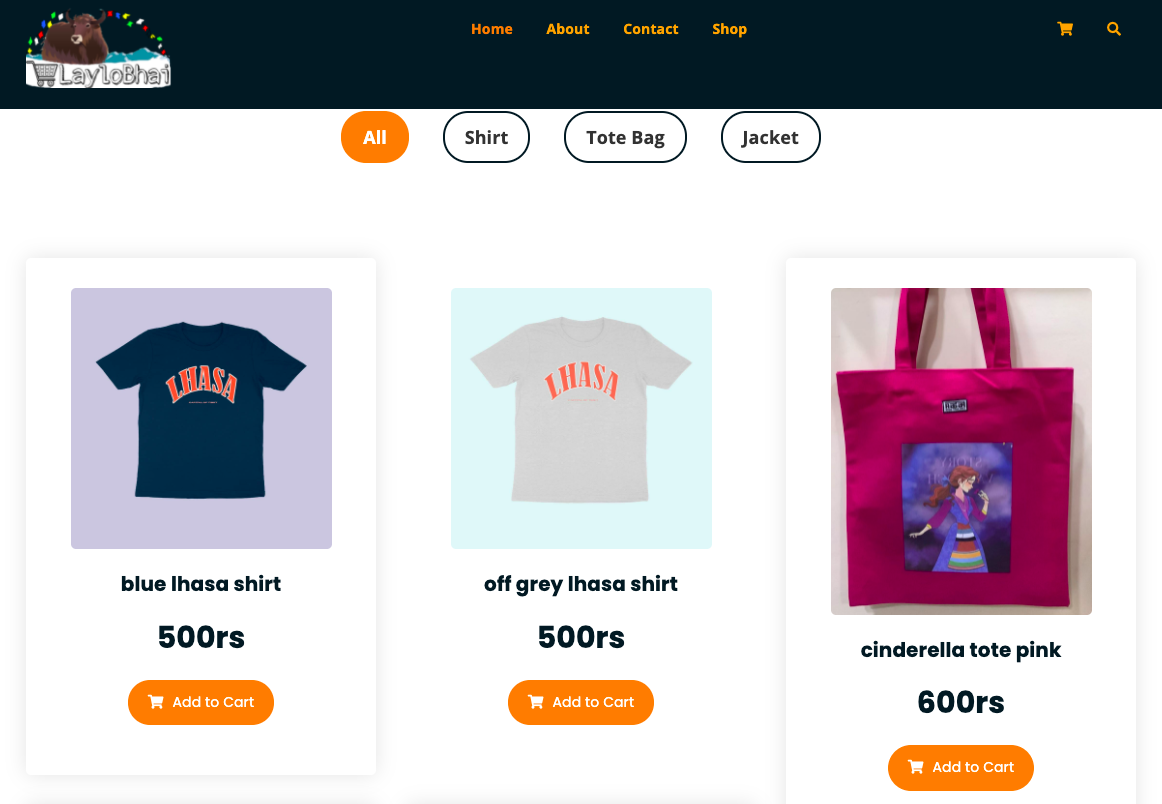 LayloBhai
Home
About
Contact
Shop
All
Shirt
Tote Bag
Jacket
LHASA
blue lhasa shirt
500rs
Add to Cart
LHASA
off grey lhasa shirt
500rs
Add to Cart
cinderella tote pink
600rs
Add to Cart